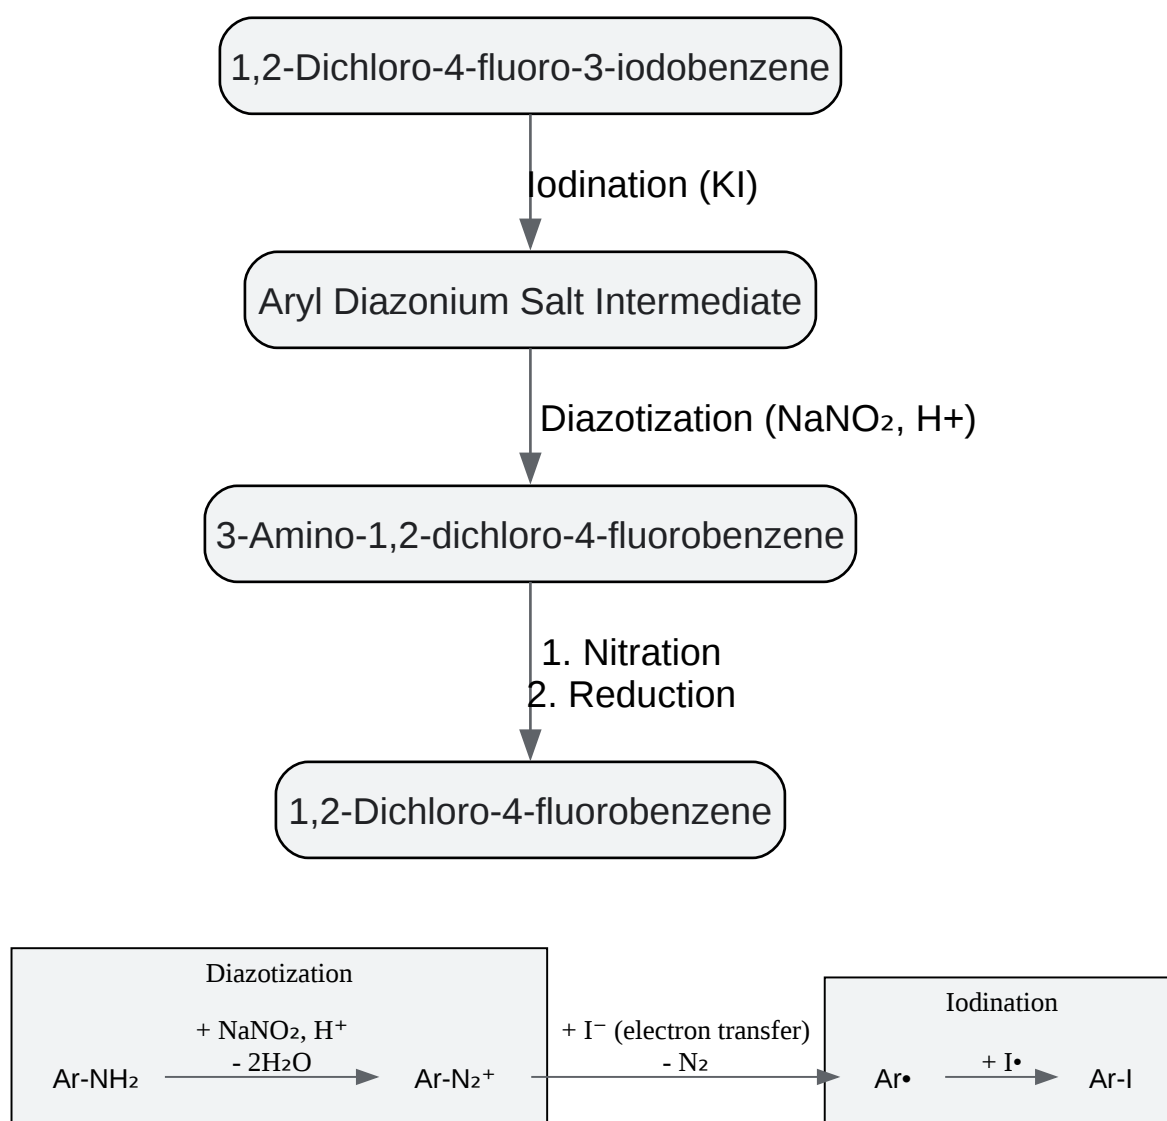 1,2-Dichloro-4-fluoro-3-iodobenzene
Iodination (KI)
Aryl Diazonium Salt Intermediate
Diazotization (NaNO₂, H+)
3-Amino-1,2-dichloro-4-fluorobenzene
1. Nitration
2. Reduction
1,2-Dichloro-4-fluorobenzene
Diazotization
+ NaNO₂, H⁺
- 2H₂O
Ar-NH₂
Ar-N₂⁺
+ I⁻ (electron transfer)
- N₂
Iodination
Ar•
+ I•
Ar-I